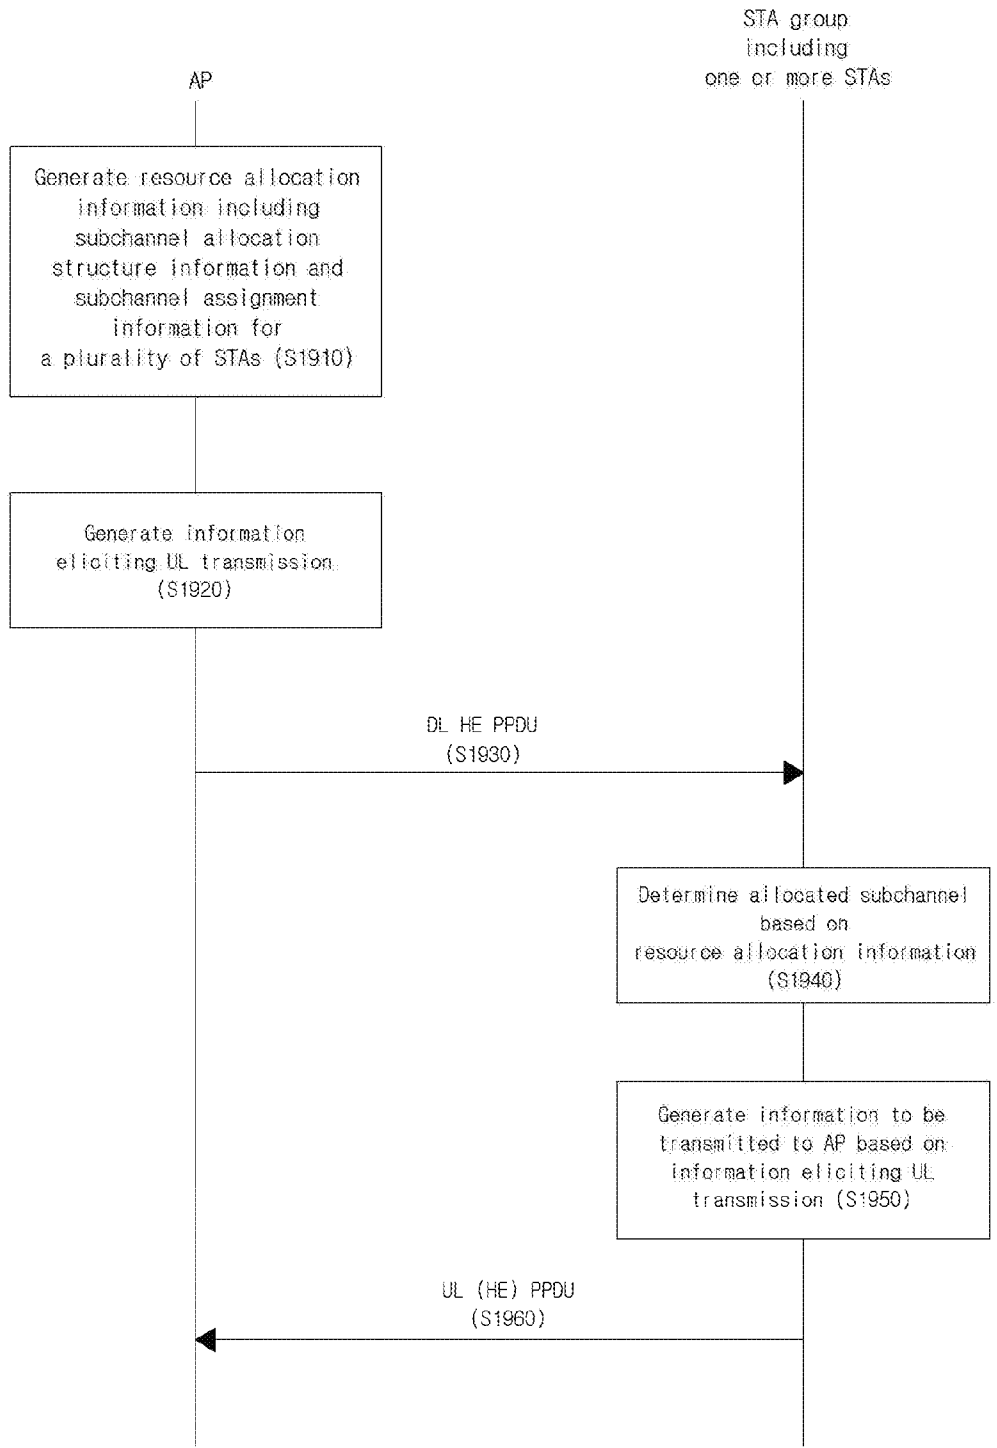 STA group
including
one or more STAs
AP
Generate resource allocation
information including
subchannel allocation
structure information and
subchannel assignment
information for
a plurality of STAs (S1910)
Generate information
eliciting UL transmission
(S1920)
DL HE PPDU
(S1930)
Determine allocated subchannel
based on
resource allocation information
(S1940)
Generate information to be
transmitted to AP based on
information eliciting UL
transmission (S1950)
UL (HE) PPDU
(S1960)